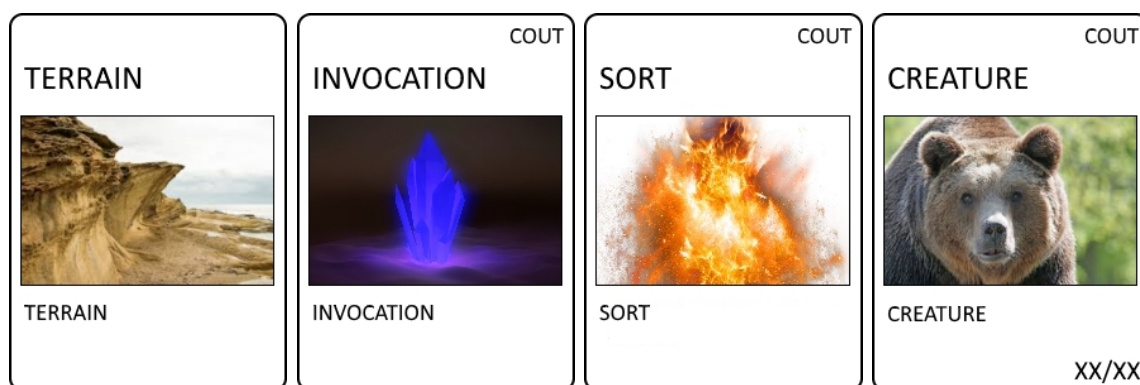 TERRAIN
TERRAIN
COUT
INVOCATION
INVOCATION
COUT
SORT
SORT
COUT
CREATURE
CREATURE
XX/XX